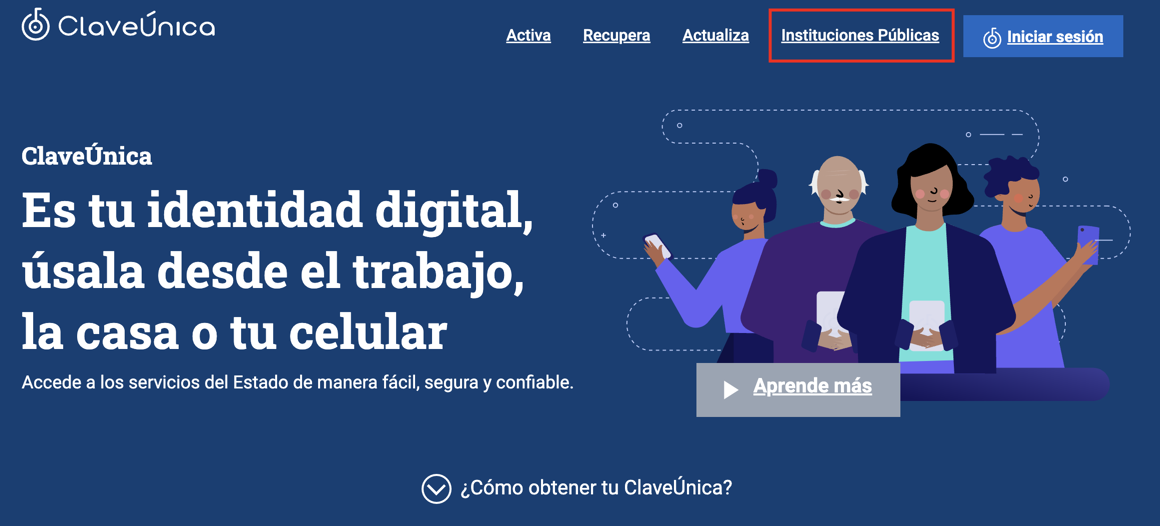 ClaveÚnica
Activa
Recupera
Actualiza
Instituciones Públicas
Iniciar sesión
ClaveÚnica
Es tu identidad digital,
úsala desde el trabajo,
la casa o tu celular
Accede a los servicios del Estado de manera fácil, segura y confiable.
Aprende más
¿Cómo obtener tu ClaveÚnica?